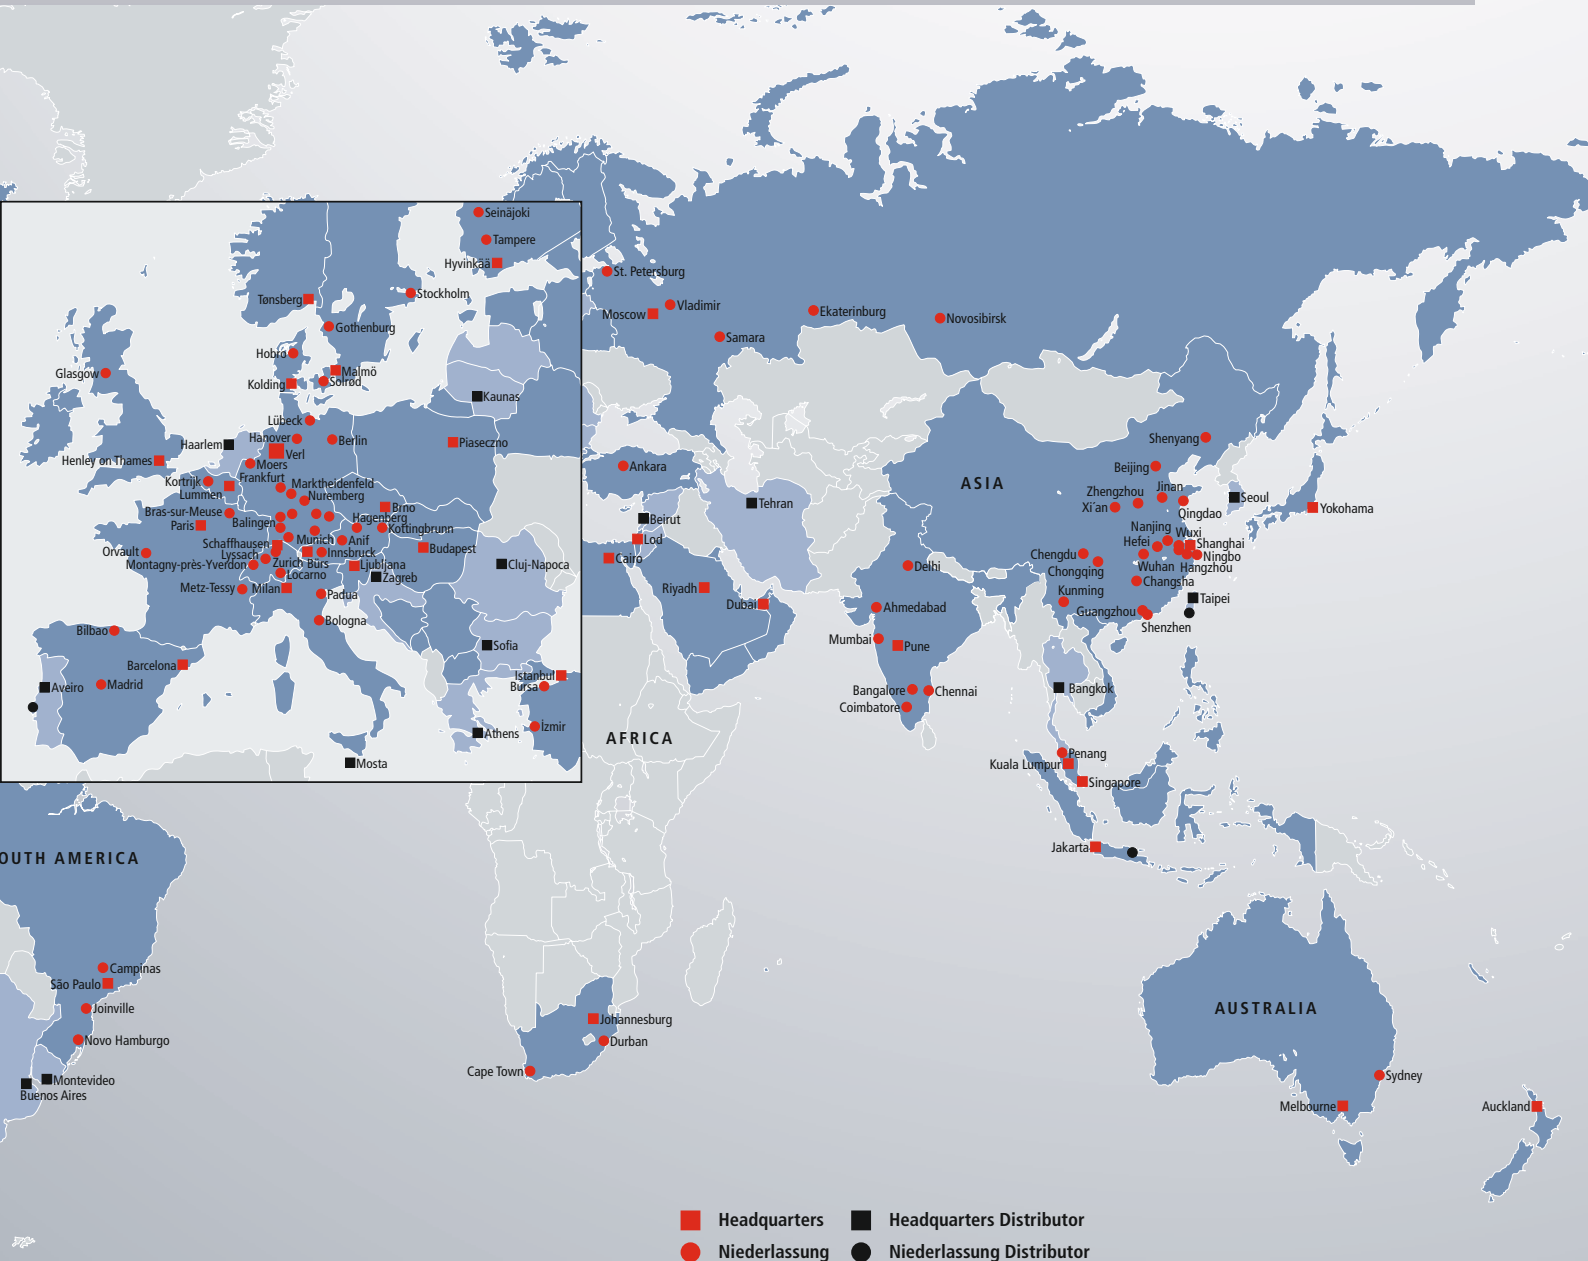 Seinäjoki
Tampere
Hyvinkää
Tønsberg
Stockholm
Gothenburg
Hobro
Malmö
Glasgow
Kolding
Solrød
Kaunas
Lübeck
Hanover
Berlin
Haarlem
Piaseczno
Verl
Henley on Thames
Moers
Kortrijk
Frankfurt
Marktheidenfeld
Lummen
Nuremberg
Bras-sur-Meuse
Brno
Paris
Balingen
Hagenberg
Kottingbrunn
Munich
Anif
Schaffhausen
Budapest
Orvault
Lyssach
Innsbruck
Montagny-près-Yverdon
Zurich
Bürs
Ljubljana
Cluj-Napoca
Locarno
Zagreb
Metz-Tessy
Milan
Padua
Bologna
Bilbao
Sofia
Barcelona
Istanbul
Aveiro
Madrid
Bursa
İzmir
Athens
Mosta
St. Petersburg
Vladimir
Moscow
Ekaterinburg
Novosibirsk
Samara
Ankara
ASIA
Tehran
Beirut
Lod
Cairo
Riyadh
Dubai
Delhi
Ahmedabad
Mumbai
Pune
Bangalore
Chennai
Coimbatore
AFRICA
Shenyang
Beijing
Zhengzhou
Jinan
Seoul
Xi´an
Qingdao
Yokohama
Nanjing
Wuxi
Hefei
Shanghai
Chengdu
Ningbo
Chongqing
Wuhan
Hangzhou
Changsha
Kunming
Taipei
Guangzhou
Shenzhen
Bangkok
Penang
Kuala Lumpur
Singapore
Jakarta
OUTH AMERICA
Campinas
São Paulo
Joinville
Novo Hamburgo
Montevideo
Buenos Aires
Johannesburg
Durban
Cape Town
AUSTRALIA
Sydney
Melbourne
Auckland
Headquarters
Headquarters Distributor
Niederlassung
Niederlassung Distributor